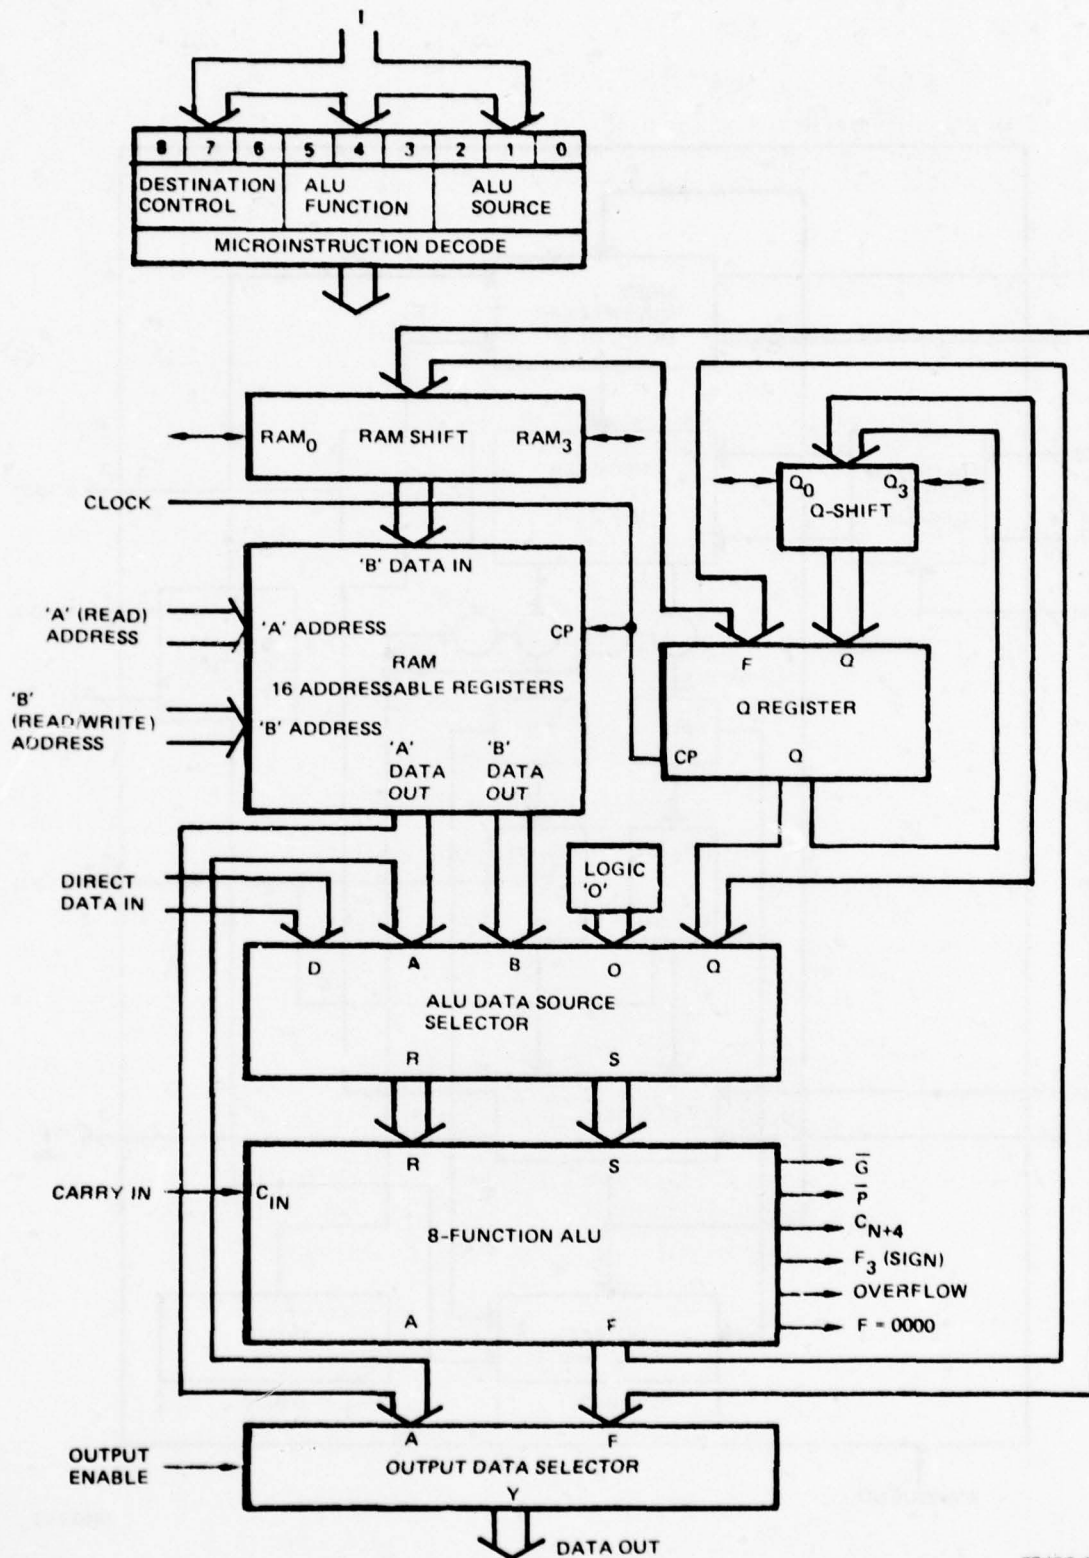 I
8 7 6 5 4 3 2 1 0
DESTINATION
CONTROL
ALU
FUNCTION
ALU
SOURCE
MICROINSTRUCTION DECODE
RAM0 RAM SHIFT RAM3
Q0 Q3
Q-SHIFT
CLOCK
'B' DATA IN
'A' (READ)
ADDRESS
'A' ADDRESS
CP
RAM
16 ADDRESSABLE REGISTERS
'B'
(READ/WRITE)
ADDRESS
'B' ADDRESS
'A'
DATA
OUT
'B'
DATA
OUT
F Q
Q REGISTER
CP Q
LOGIC
'O'
DIRECT
DATA IN
D A B O Q
ALU DATA SOURCE
SELECTOR
R S
R S
CARRY IN
CIN
8-FUNCTION ALU
G̅
P̅
CN+4
F3 (SIGN)
OVERFLOW
F = 0000
A F
A F
OUTPUT
ENABLE
OUTPUT DATA SELECTOR
Y
DATA OUT